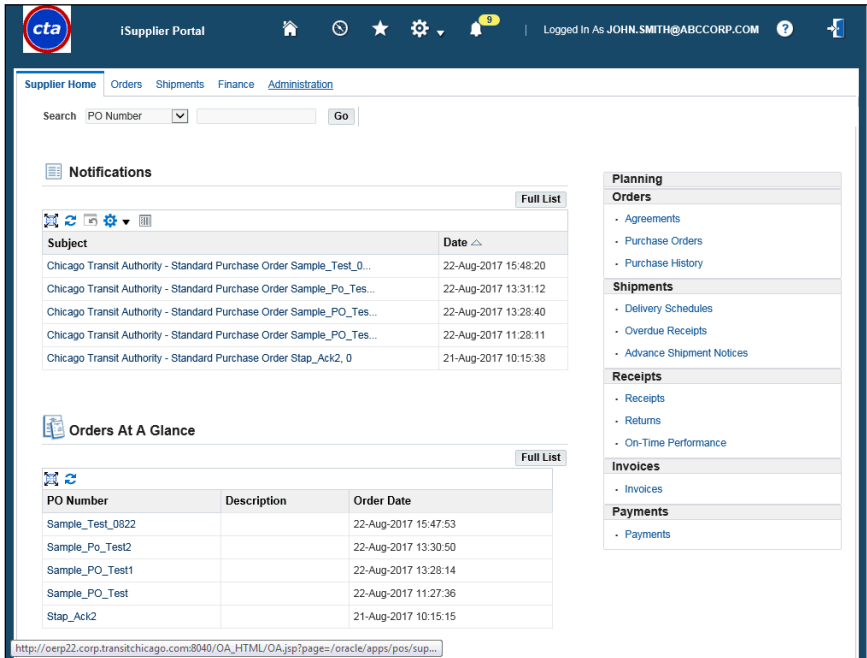 cta
iSupplier Portal
9
Logged In As JOHN.SMITH@ABCCORP.COM
?
Supplier Home Orders Shipments Finance Administration
Search PO Number Go
Notifications
Full List
Subject Date
Chicago Transit Authority - Standard Purchase Order Sample_Test_0... 22-Aug-2017 15:48:20
Chicago Transit Authority - Standard Purchase Order Sample_Po_Tes... 22-Aug-2017 13:31:12
Chicago Transit Authority - Standard Purchase Order Sample_PO_Tes... 22-Aug-2017 13:28:40
Chicago Transit Authority - Standard Purchase Order Sample_PO_Tes... 22-Aug-2017 11:28:11
Chicago Transit Authority - Standard Purchase Order Stap_Ack2, 0 21-Aug-2017 10:15:38
Orders At A Glance
Full List
PO Number Description Order Date
Sample_Test_0822 22-Aug-2017 15:47:53
Sample_Po_Test2 22-Aug-2017 13:30:50
Sample_PO_Test1 22-Aug-2017 13:28:14
Sample_PO_Test 22-Aug-2017 11:27:36
Stap_Ack2 21-Aug-2017 10:15:15
Planning
Orders
Agreements
Purchase Orders
Purchase History
Shipments
Delivery Schedules
Overdue Receipts
Advance Shipment Notices
Receipts
Receipts
Returns
On-Time Performance
Invoices
Invoices
Payments
Payments
http://oerp22.corp.transitchicago.com:8040/OA_HTML/OA.jsp?page=/oracle/apps/pos/sup...